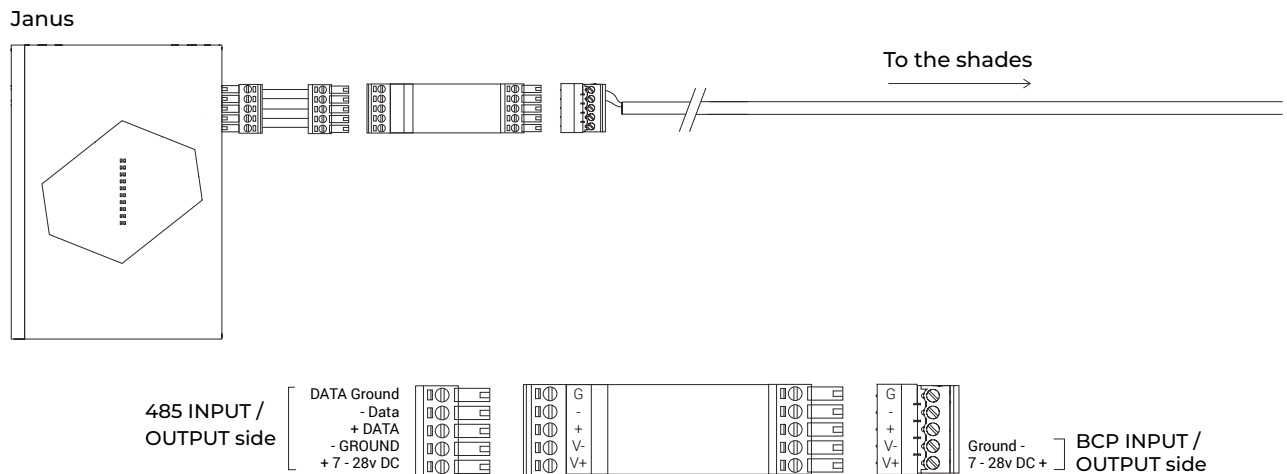 Janus
To the shades
485 INPUT /
OUTPUT side
DATA Ground
- Data
+ DATA
- GROUND
+ 7 - 28v DC
G
-
+
V-
V+
G
-
+
V-
V+
Ground -
7 - 28v DC +
BCP INPUT /
OUTPUT side